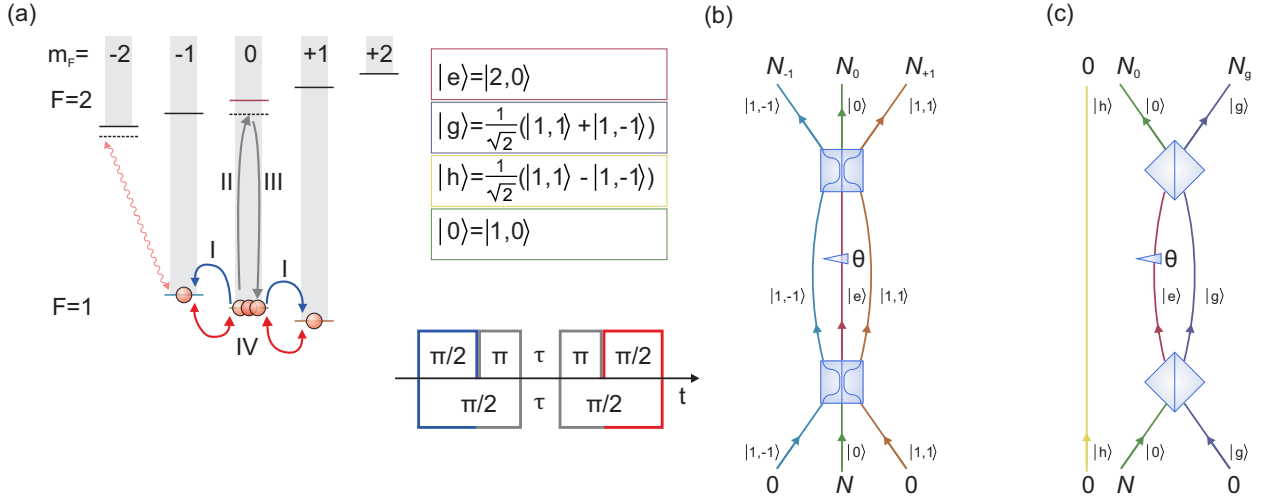 (a)
m_F= -2 -1 0 +1 +2
F=2
II III
I I
F=1
IV
|e⟩=|2,0⟩
|g⟩=1/√2(|1,1⟩+|1,-1⟩)
|h⟩=1/√2(|1,1⟩ - |1,-1⟩)
|0⟩=|1,0⟩
π/2 π τ π π/2
t
π/2 τ π/2
(b)
N_-1 N_0 N_+1
|1,-1⟩ |0⟩ |1,1⟩
θ
|1,-1⟩ |e⟩ |1,1⟩
|1,-1⟩ |0⟩ |1,1⟩
0 N 0
(c)
0 N_0 N_g
|h⟩ |0⟩ |g⟩
θ
|e⟩ |g⟩
|h⟩ |0⟩ |g⟩
0 N 0